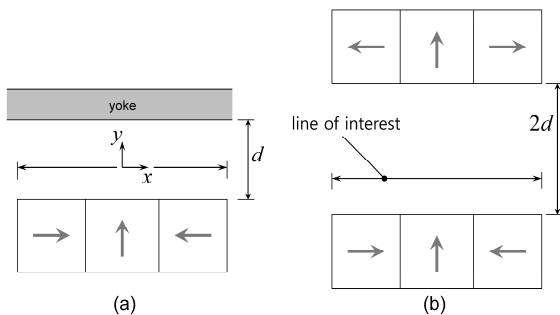 yoke
y
x
d
(a)
line of interest
2d
(b)